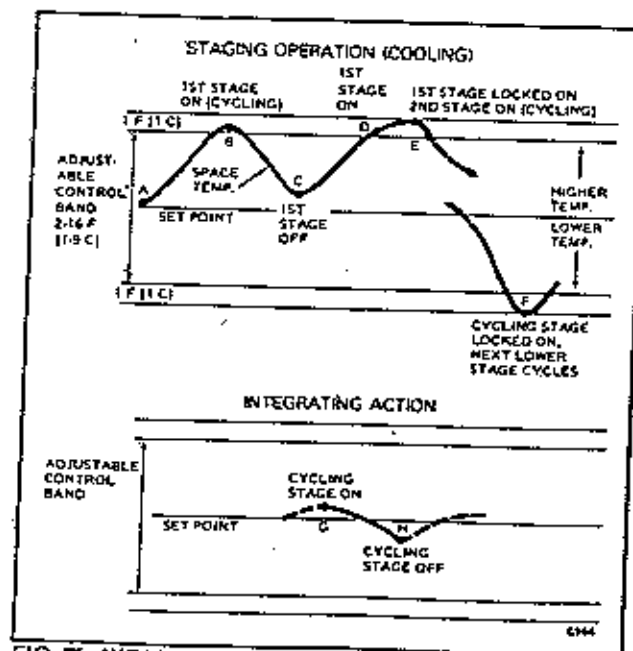 STAGING OPERATION (COOLING)
1ST STAGE
ON (CYCLING)
1ST
STAGE
ON
1ST STAGE LOCKED ON
2ND STAGE ON (CYCLING)
1 F [1 C]
B
D
E
ADJUST-
ABLE
CONTROL
BAND
2-16 F
[1-9 C]
A
SPACE
TEMP.
C
SET POINT
1ST
STAGE
OFF
HIGHER
TEMP.
LOWER
TEMP.
1 F [1 C]
F
CYCLING STAGE
LOCKED ON,
NEXT LOWER
STAGE CYCLES
INTEGRATING ACTION
ADJUSTABLE
CONTROL
BAND
CYCLING
STAGE ON
SET POINT
G
H
CYCLING
STAGE OFF